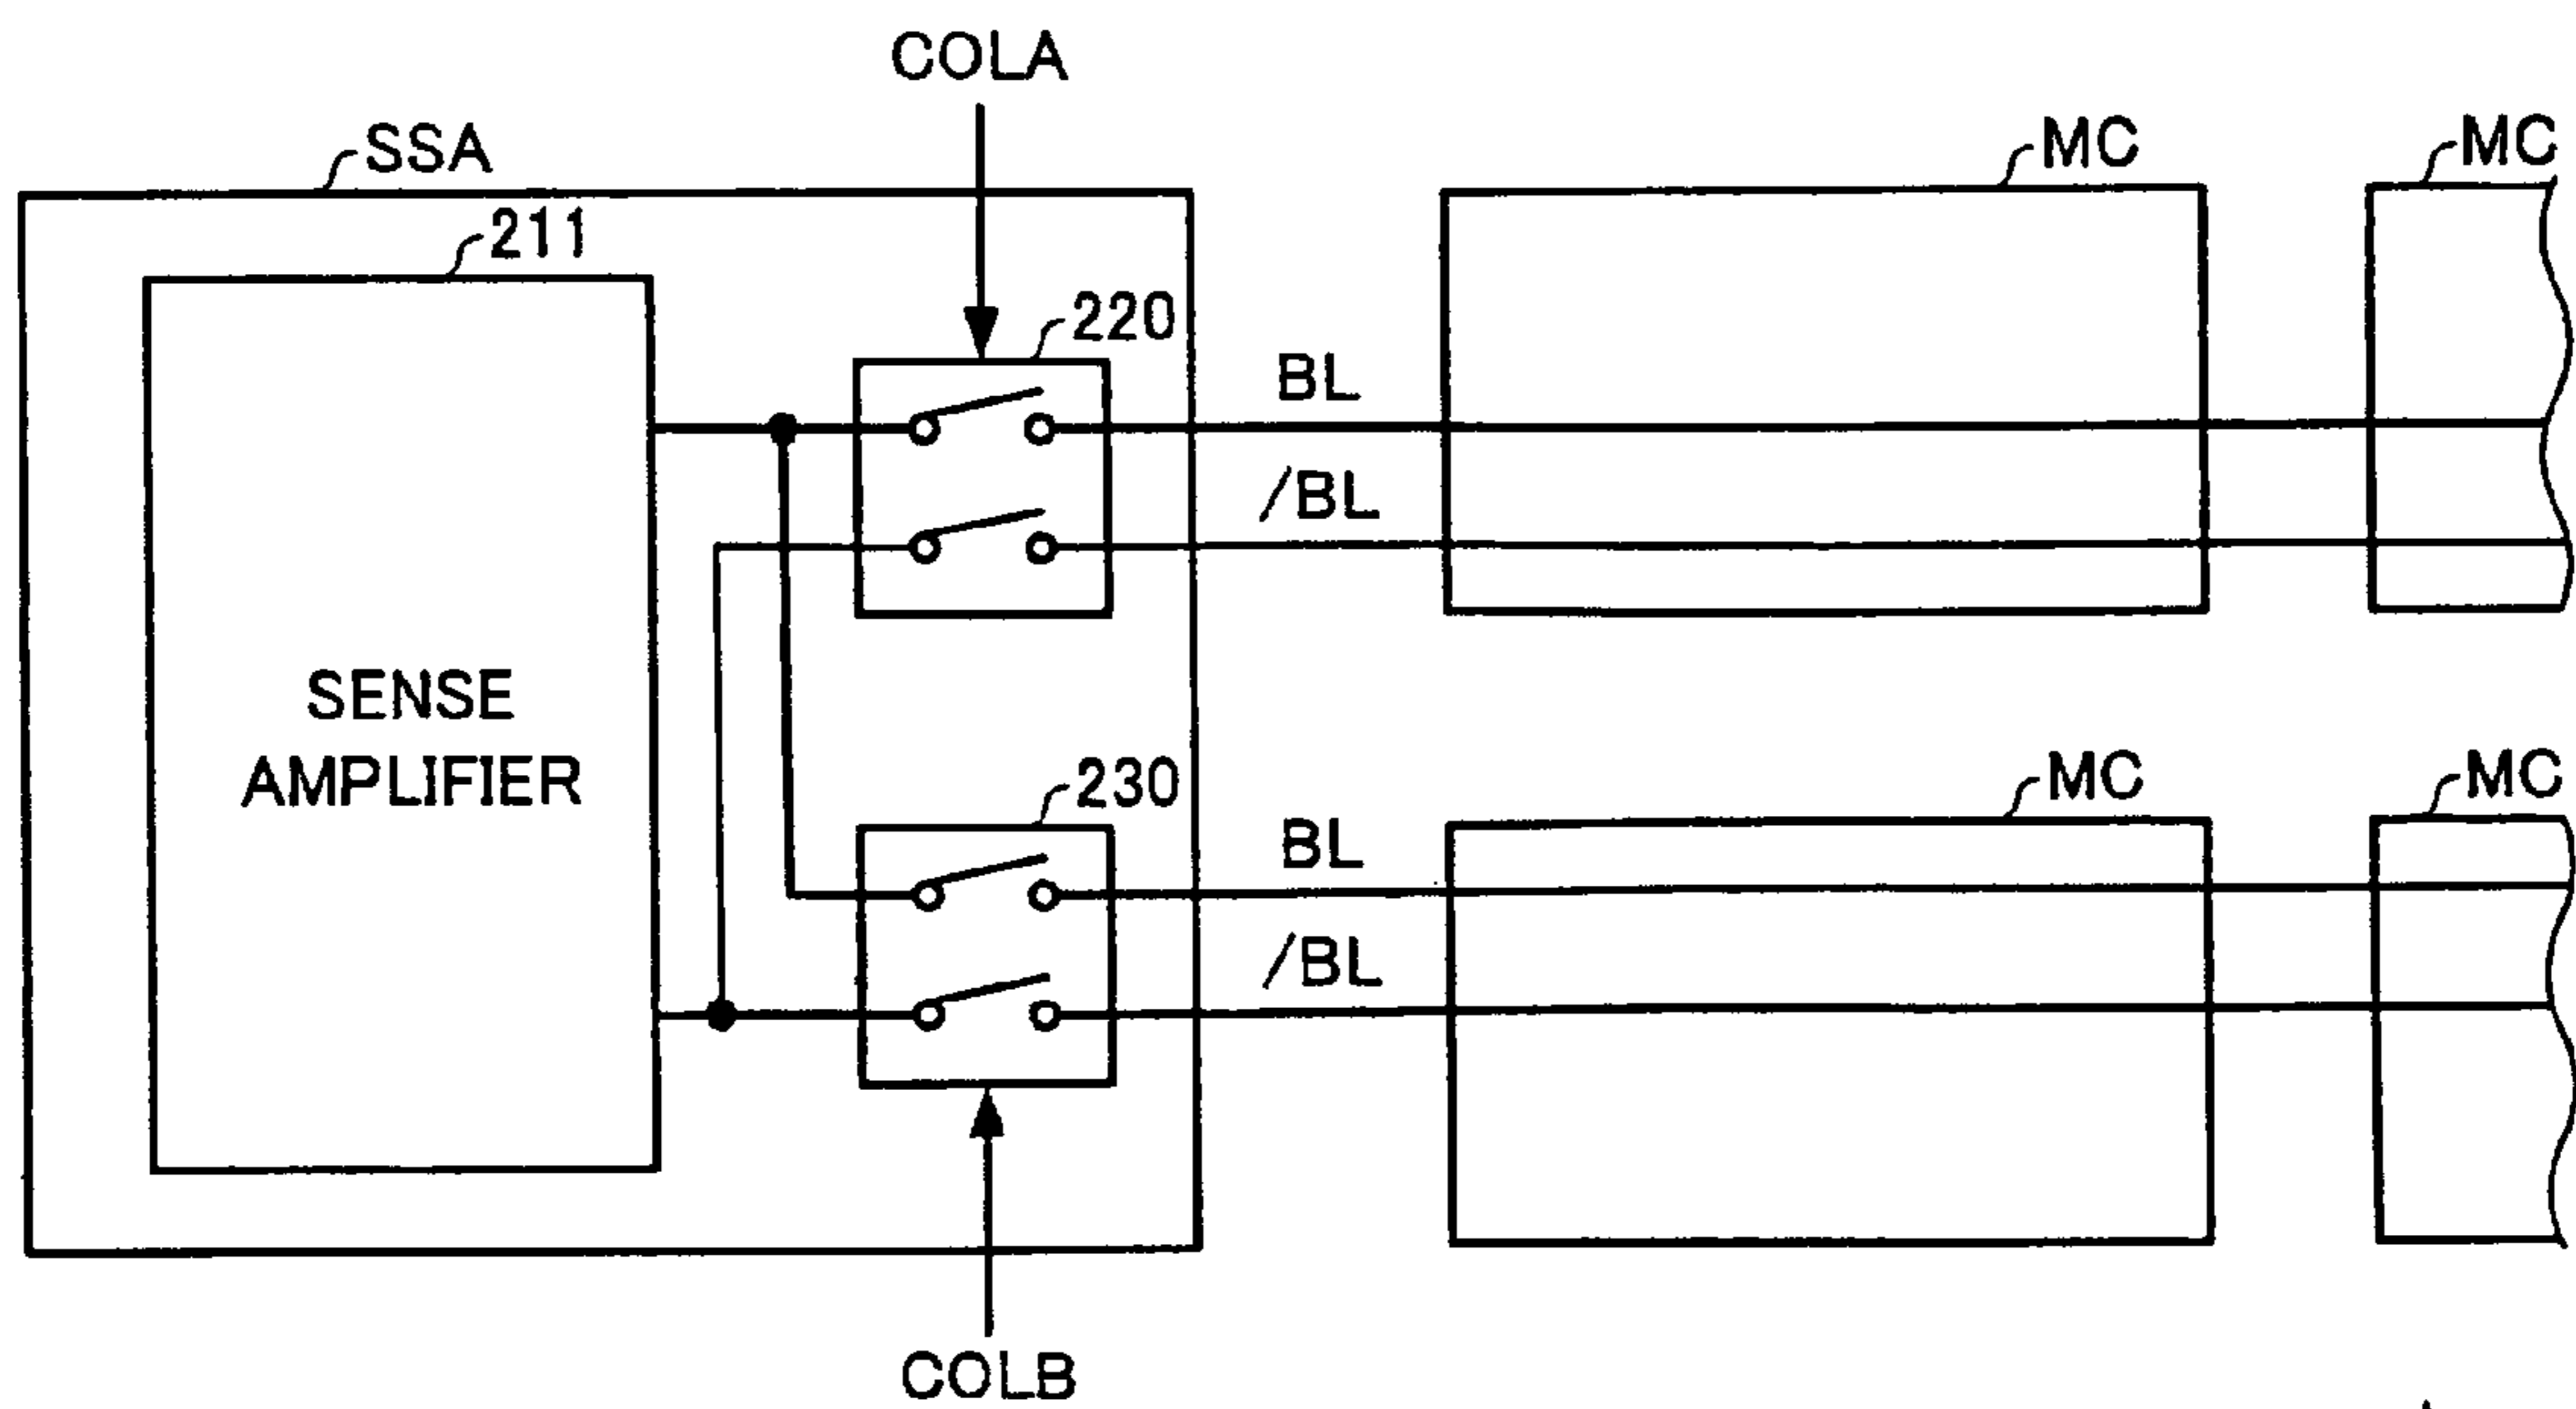 COLA
SSA
MC
MC
211
220
BL
/BL
SENSE
AMPLIFIER
230
MC
MC
BL
/BL
COLB